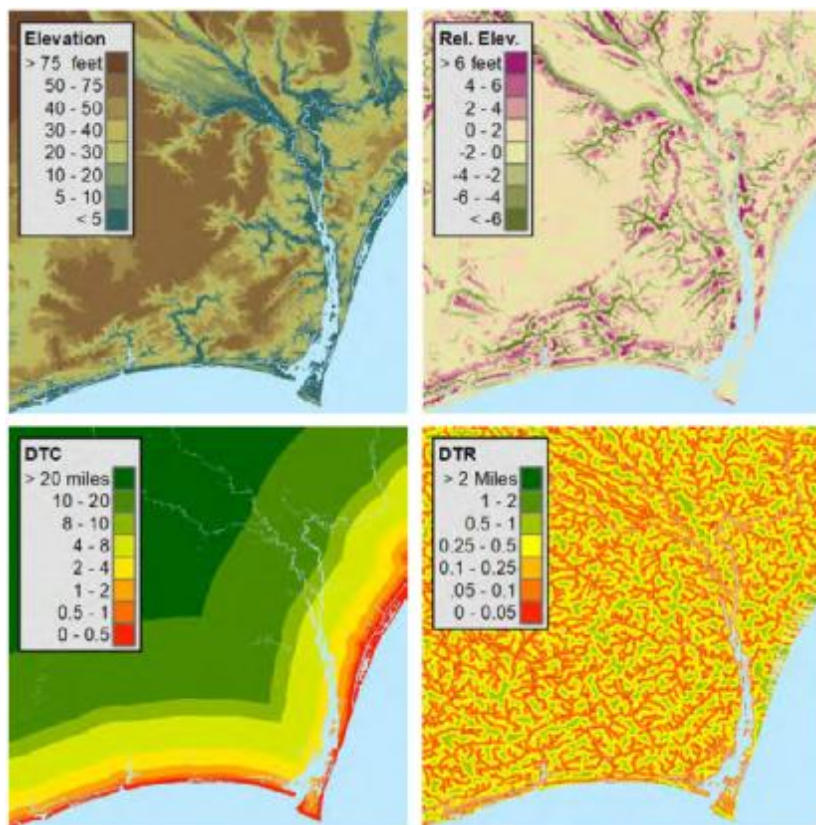 Elevation
> 75 feet
50 - 75
40 - 50
30 - 40
20 - 30
10 - 20
5 - 10
< 5
Rel. Elev.
> 6 feet
4 - 6
2 - 4
0 - 2
-2 - 0
-4 - -2
-6 - -4
< -6
DTC
> 20 miles
10 - 20
8 - 10
4 - 8
2 - 4
1 - 2
0.5 - 1
0 - 0.5
DTR
> 2 Miles
1 - 2
0.5 - 1
0.25 - 0.5
0.1 - 0.25
.05 - 0.1
0 - 0.05